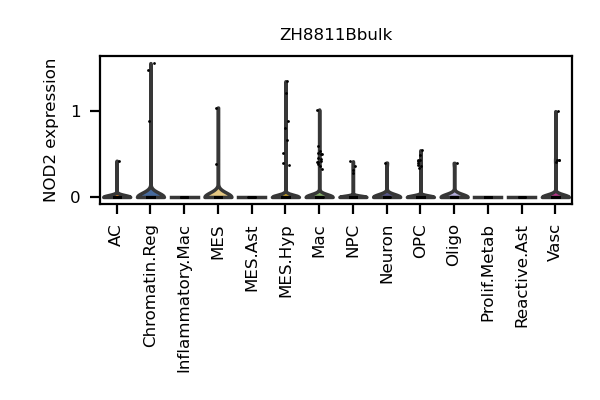 ZH8811Bbulk
NOD2 expression
1
0
AC
Chromatin.Reg
Inflammatory.Mac
MES
MES.Ast
MES.Hyp
Mac
NPC
Neuron
OPC
Oligo
Prolif.Metab
Reactive.Ast
Vasc